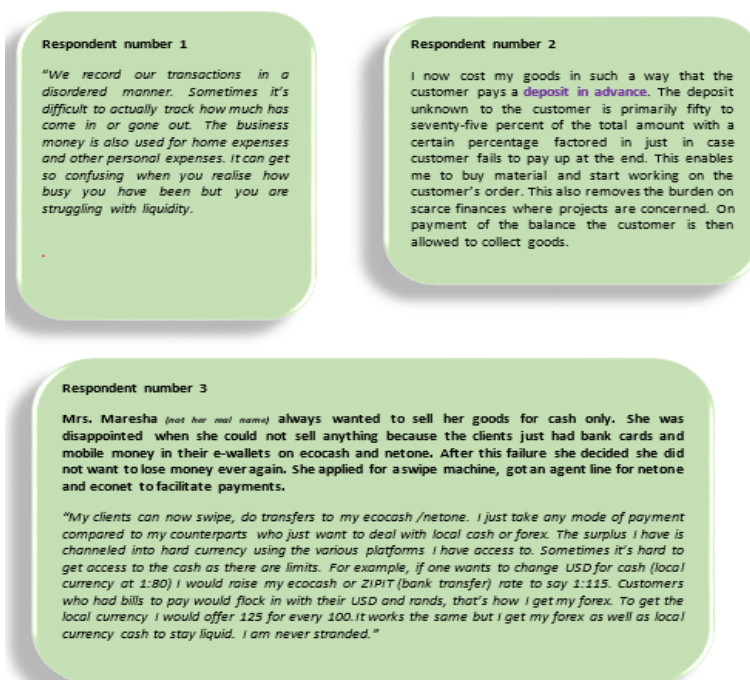 Respondent number 1
"We record our transactions in a
disordered manner. Sometimes it's
difficult to actually track how much has
come in or gone out. The business
money is also used for home expenses
and other personal expenses. It can get
so confusing when you realise how
busy you have been but you are
struggling with liquidity.
.
Respondent number 2
I now cost my goods in such a way that the
customer pays a deposit in advance. The deposit
unknown to the customer is primarily fifty to
seventy-five percent of the total amount with a
certain percentage factored in just in case
customer fails to pay up at the end. This enables
me to buy material and start working on the
customer's order. This also removes the burden on
scarce finances where projects are concerned. On
payment of the balance the customer is then
allowed to collect goods.
Respondent number 3
Mrs. Maresha (not her real name) always wanted to sell her goods for cash only. She was
disappointed when she could not sell anything because the clients just had bank cards and
mobile money in their e-wallets on ecocash and netone. After this failure she decided she did
not want to lose money ever again. She applied for a swipe machine, got an agent line for netone
and econet to facilitate payments.
"My clients can now swipe, do transfers to my ecocash /netone. I just take any mode of payment
compared to my counterparts who just want to deal with local cash or forex. The surplus I have is
channeled into hard currency using the various platforms I have access to. Sometimes it's hard to
get access to the cash as there are limits. For example, if one wants to change USD for cash (local
currency at 1:80) I would raise my ecocash or ZIPIT (bank transfer) rate to say 1:115. Customers
who had bills to pay would flock in with their USD and rands, that's how I get my forex. To get the
local currency I would offer 125 for every 100. It works the same but I get my forex as well as local
currency cash to stay liquid. I am never stranded."